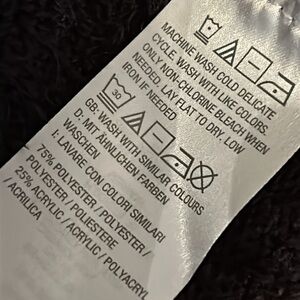 MACHINE WASH COLD DELICATE
CYCLE. WASH WITH LIKE COLORS.
ONLY NON-CHLORINE BLEACH WHEN
NEEDED. LAY FLAT TO DRY, LOW
IRON IF NEEDED
30
GB: WASH WITH SIMILAR COLOURS
D: MIT ÄHNLICHEN FARBEN
WASCHEN
I: LAVARE CON COLORI SIMILARI
75% POLYESTER / POLYESTER /
POLYESTER / POLIESTERE
25% ACRYLIC / ACRYLIC / POLYACRYL
/ ACRILICA